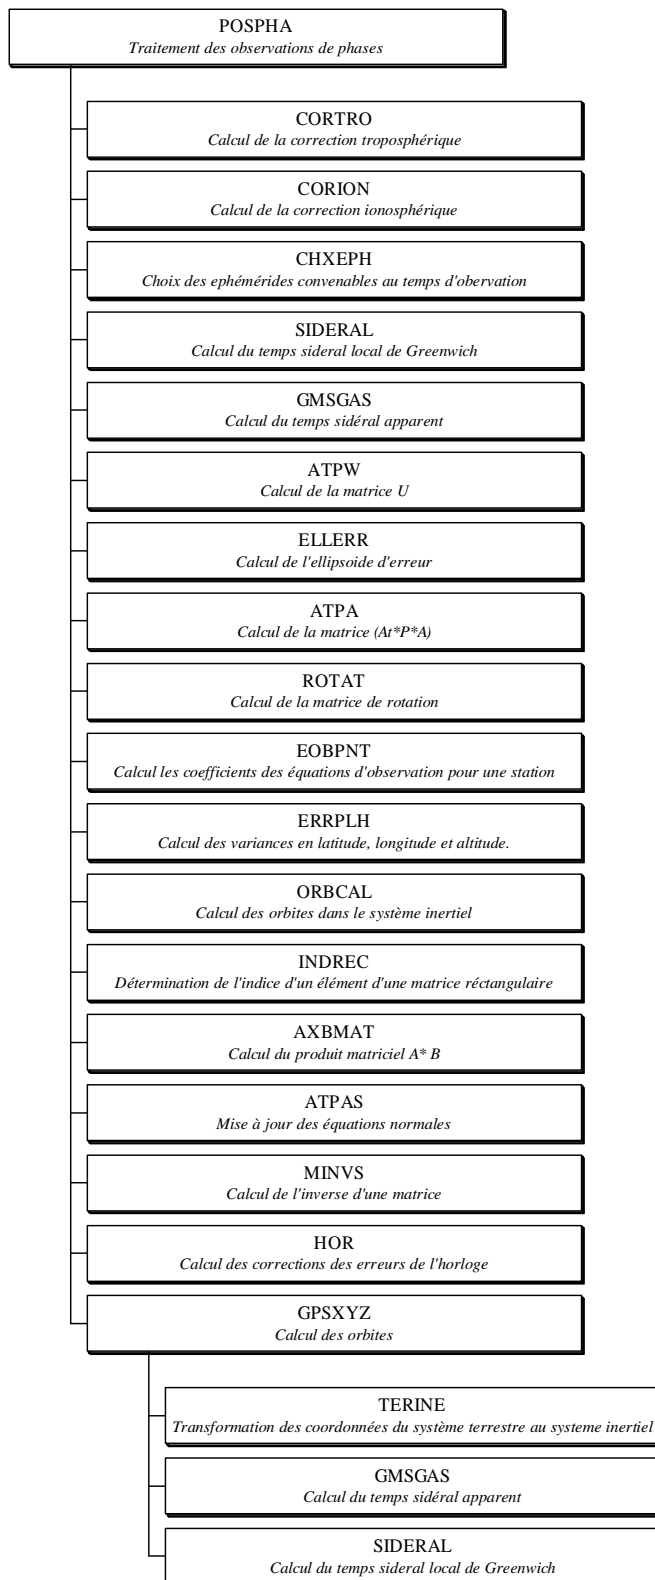 POSPHA
Traitement des observations de phases
CORTRO
Calcul de la correction troposphérique
CORION
Calcul de la correction ionosphérique
CHXEPH
Choix des ephémérides convenables au temps d'obervation
SIDERAL
Calcul du temps sideral local de Greenwich
GMSGAS
Calcul du temps sidéral apparent
ATPW
Calcul de la matrice U
ELLERR
Calcul de l'ellipsoide d'erreur
ATPA
Calcul de la matrice (At*P*A)
ROTAT
Calcul de la matrice de rotation
EOBPNT
Calcul les coefficients des équations d'observation pour une station
ERRPLH
Calcul des variances en latitude, longitude et altitude.
ORBCAL
Calcul des orbites dans le système inertiel
INDREC
Détermination de l'indice d'un élément d'une matrice réctangulaire
AXBMAT
Calcul du produit matriciel A* B
ATPAS
Mise à jour des équations normales
MINVS
Calcul de l'inverse d'une matrice
HOR
Calcul des corrections des erreurs de l'horloge
GPSXYZ
Calcul des orbites
TERINE
Transformation des coordonnées du système terrestre au systeme inertiel
GMSGAS
Calcul du temps sidéral apparent
SIDERAL
Calcul du temps sideral local de Greenwich